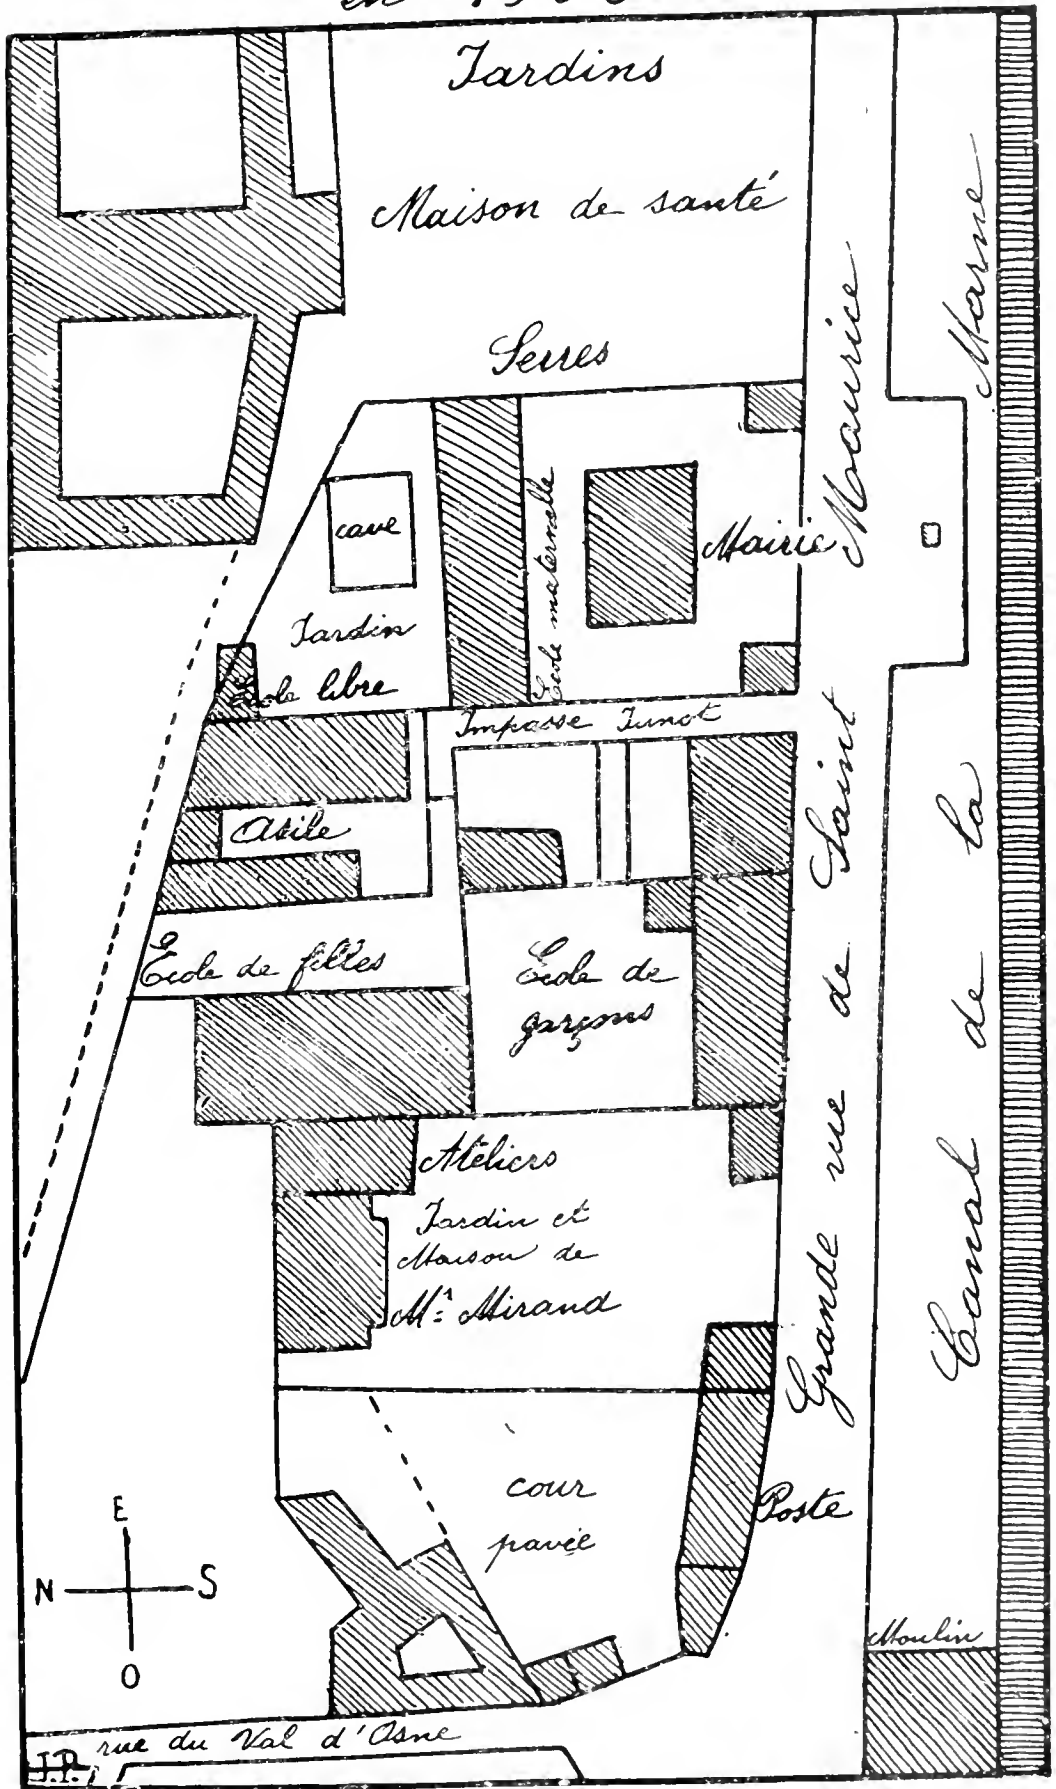 Jardins
Maison de santé
Serres
cave
Jardin
École libre
École maternelle
Mairie
Impasse Junot
Asile
École de filles
École de
garçons
Atéliers
Jardin et
Maison de
Mr Mirand
cour
pavée
Poste
Grande rue de Saint Maurice
Canal de la Marne
Moulin
E
N S
O
rue du Val d'Osne
J.P.